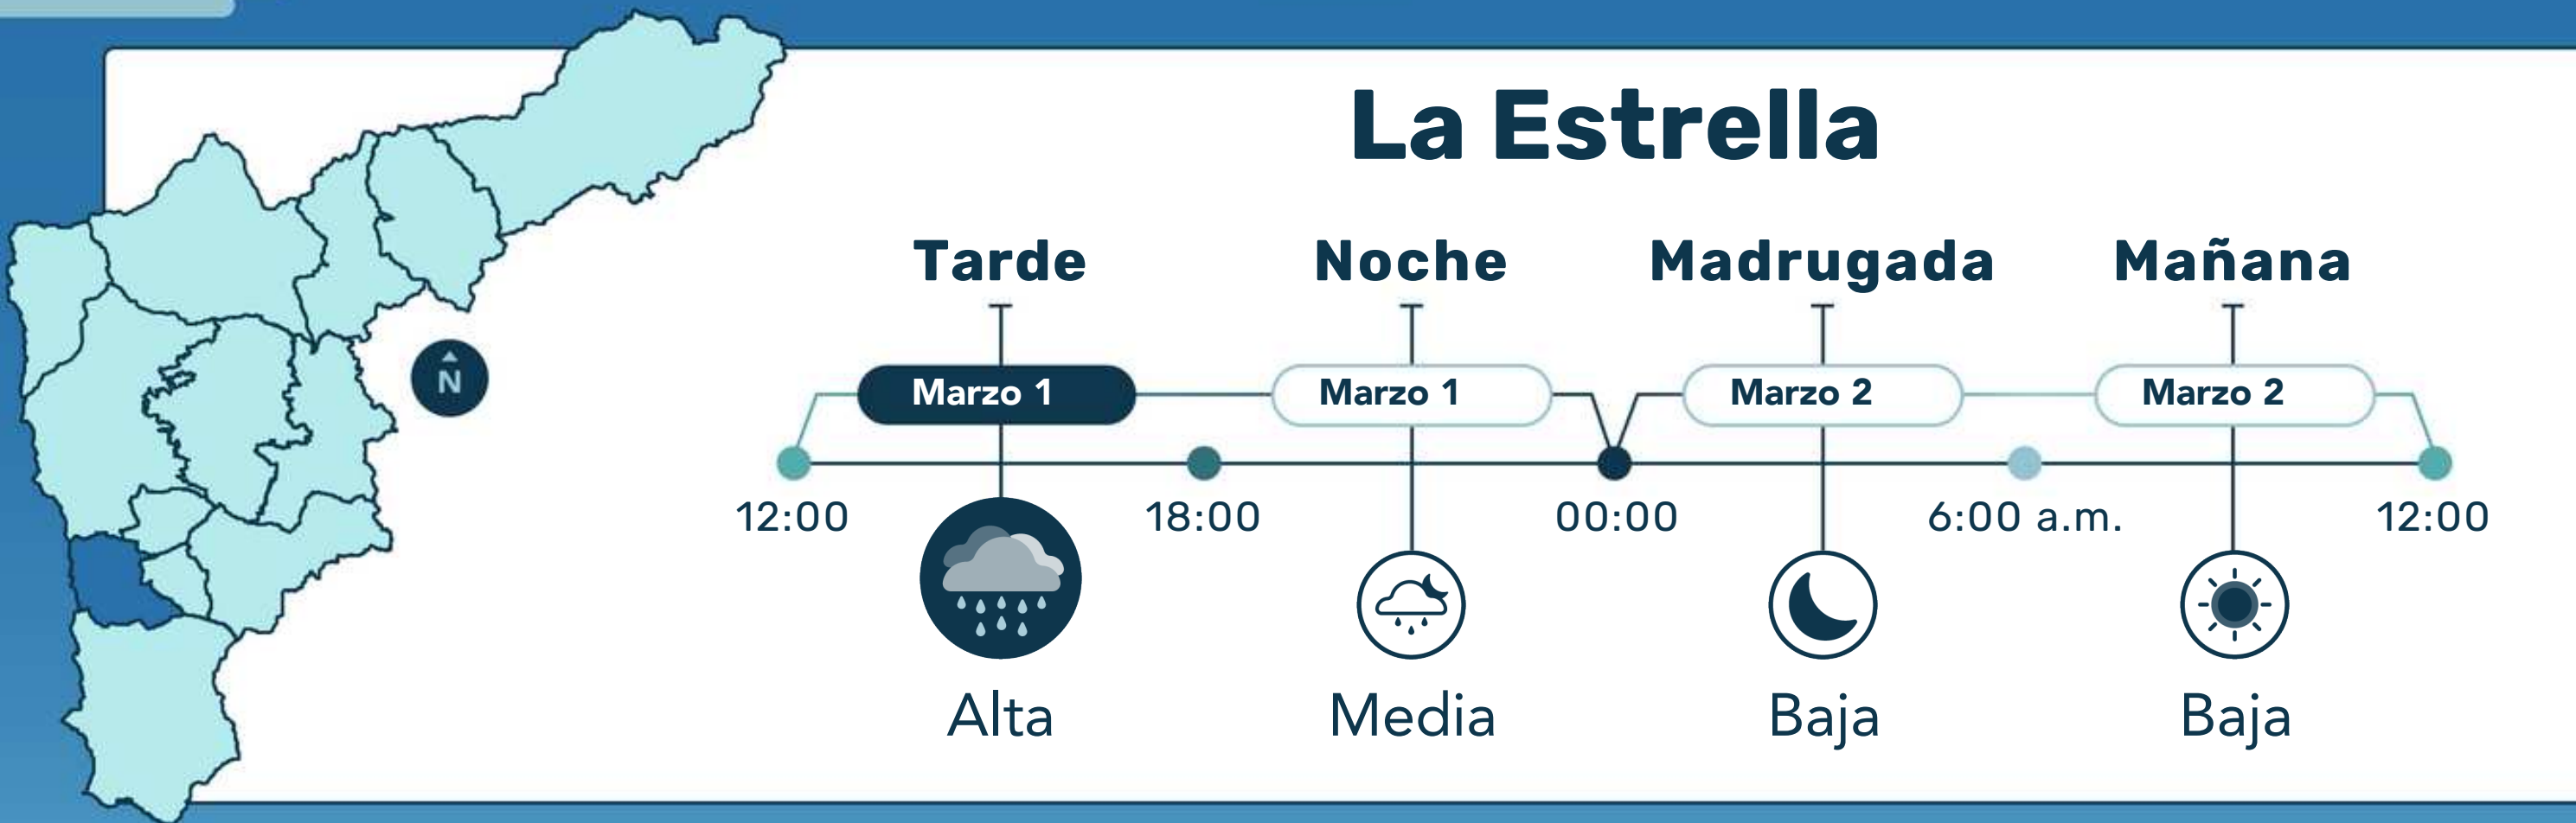 La Estrella
Tarde Noche Madrugada Mañana
N
Marzo 1 Marzo 1 Marzo 2 Marzo 2
12:00 18:00 00:00 6:00 a.m. 12:00
Alta Media Baja Baja